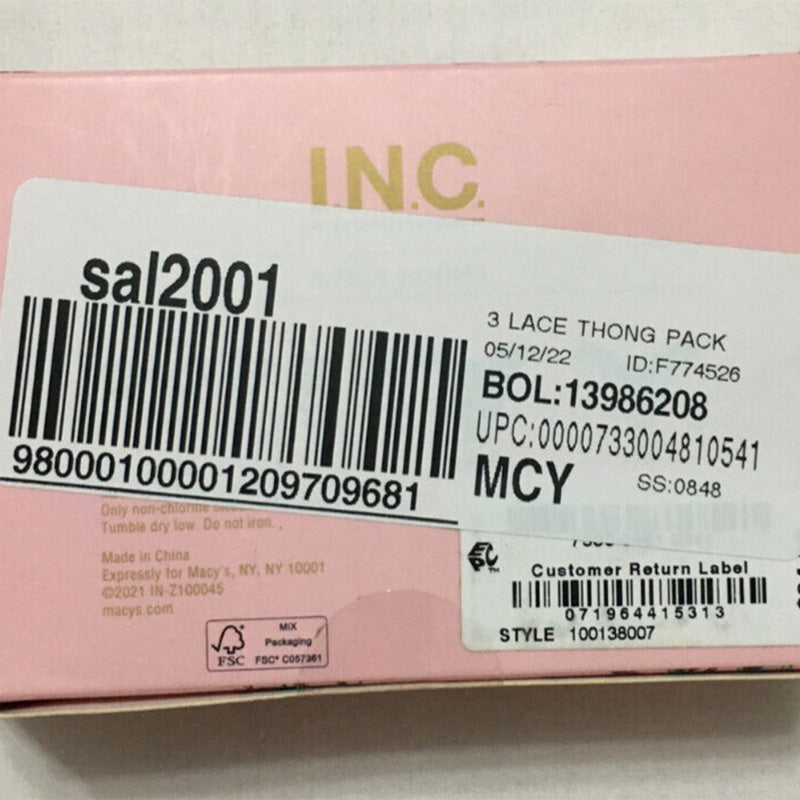 I.N.C.
sal2001
98000100001209709681
3 LACE THONG PACK
05/12/22 ID:F774526
BOL:13986208
UPC:0000733004810541
MCY SS:0848
Only non-chlorine
Tumble dry low. Do not iron.
Made in China
Expressly for Macy's, NY, NY 10001
©2021 IN-Z100045
macys.com
FSC
MIX
Packaging
FSC® C057361
EPC™
Customer Return Label
071964415313
STYLE 100138007